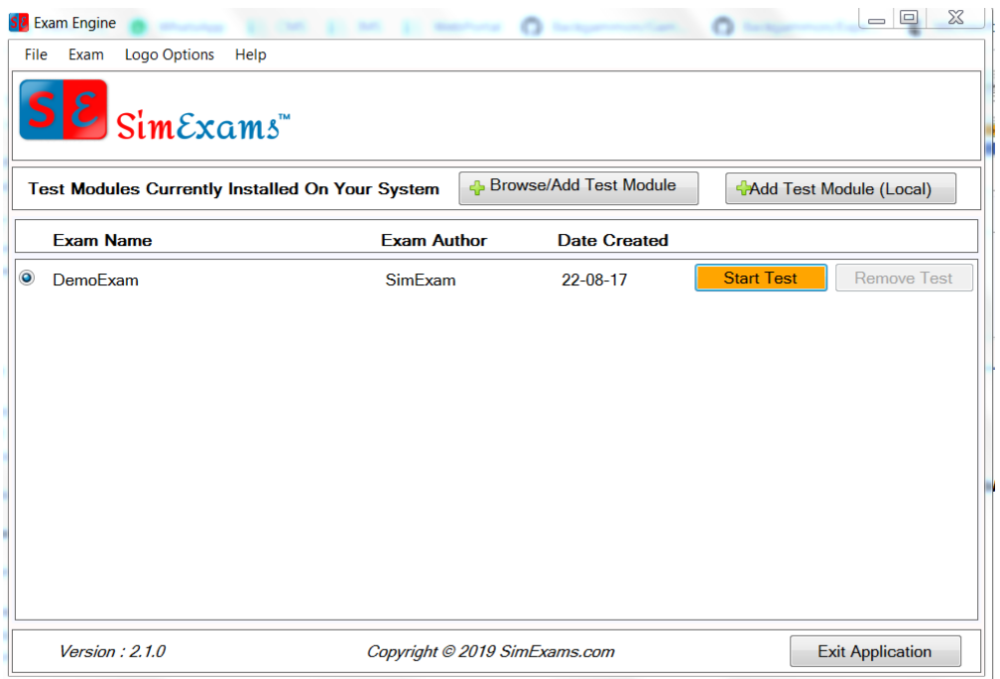 SE Exam Engine
File Exam Logo Options Help
SE SimExams™
Test Modules Currently Installed On Your System Browse/Add Test Module Add Test Module (Local)
Exam Name Exam Author Date Created
DemoExam SimExam 22-08-17 Start Test Remove Test
Version : 2.1.0 Copyright © 2019 SimExams.com Exit Application